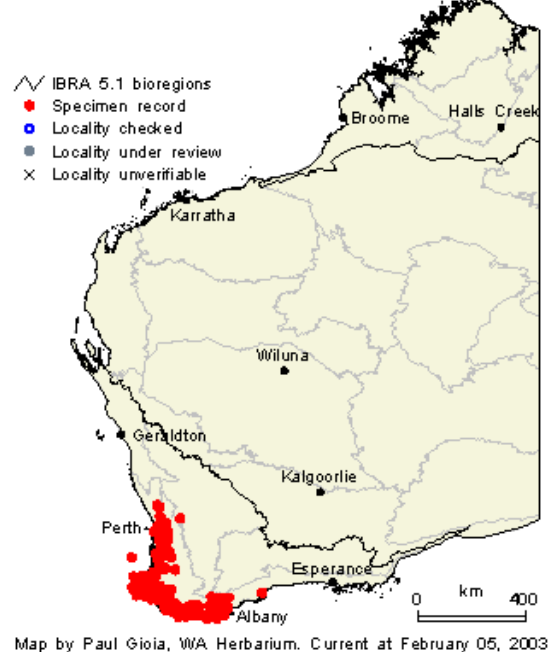 IBRA 5.1 bioregions
Specimen record
Locality checked
Locality under review
Locality unverifiable
Broome
Halls Creek
Karratha
Wiluna
Geraldton
Kalgoorlie
Perth
Esperance
km
0 400
Albany
Map by Paul Gioia, WA Herbarium. Current at February 05, 2003